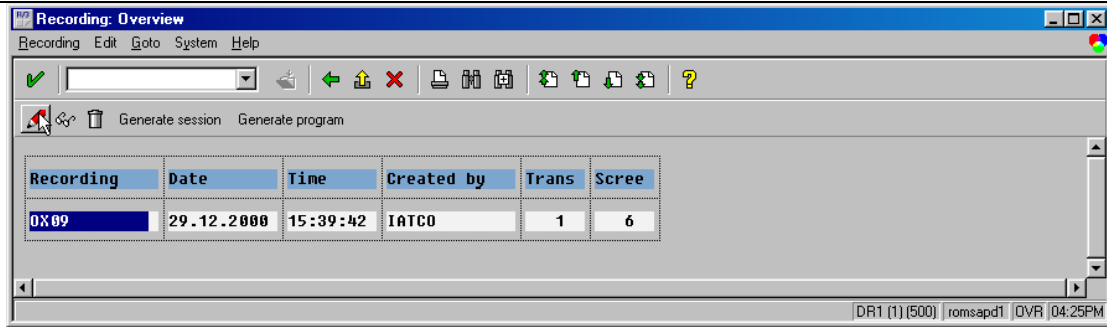 Recording: Overview
Recording Edit Goto System Help
Generate session Generate program
Recording Date Time Created by Trans Scree
OX09 29.12.2000 15:39:42 IATCO 1 6
DR1 (1) (500) romsapd1 OVR 04:25PM